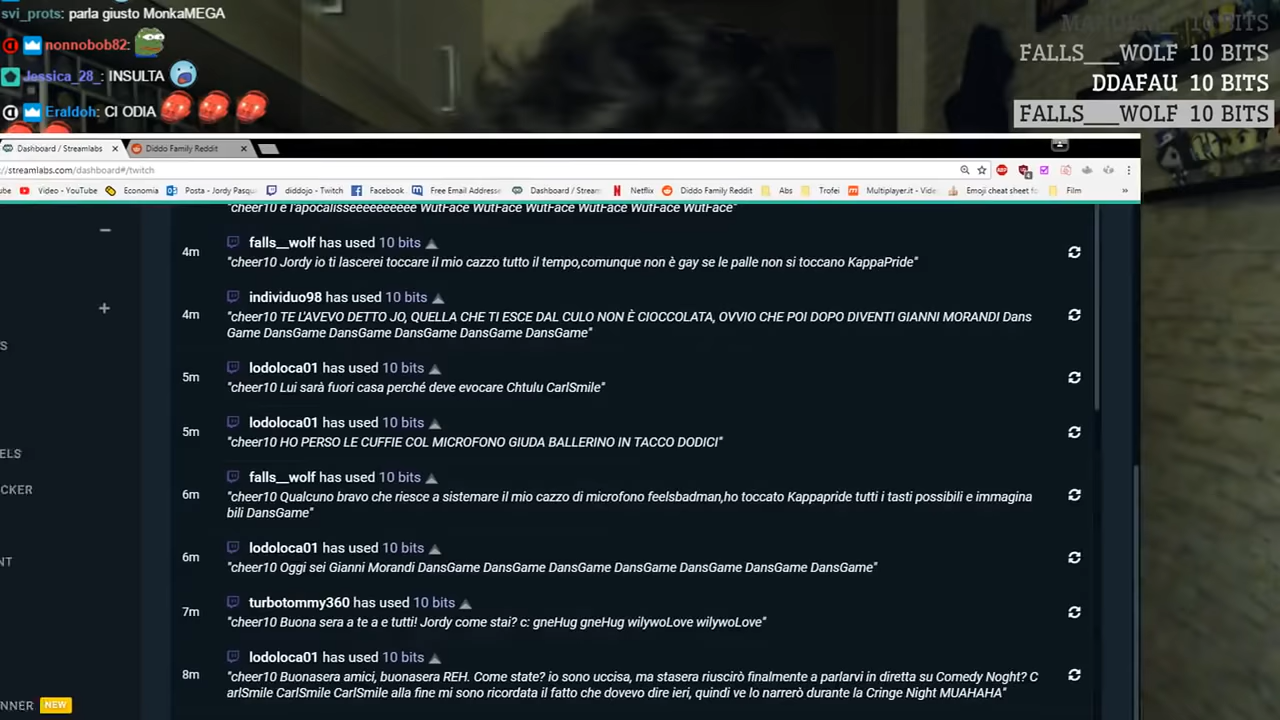 svi_prots: parla giusto MonkaMEGA
nonnobob82:
Jessica_28_: INSULTA
Eraldoh: CI ODIA
10 BITS
FALLS___WOLF 10 BITS
DDAFAU 10 BITS
FALLS___WOLF 10 BITS
Dashboard / Streamlabs
Diddo Family Reddit
//streamlabs.com/dashboard#/twitch
ube Video - YouTube Economia Posta - Jordy Pasqua diddojo - Twitch Facebook Free Email Addresse Dashboard / Stream Netflix Diddo Family Reddit Abs Trofei Multiplayer.it - Vide Emoji cheat sheet fo Film »
"cheer10 è l'apocalisseeeeeeeeee WutFace WutFace WutFace WutFace WutFace WutFace"
4m
falls__wolf has used 10 bits
"cheer10 Jordy io ti lascerei toccare il mio cazzo tutto il tempo,comunque non è gay se le palle non si toccano KappaPride"
4m
individuo98 has used 10 bits
"cheer10 TE L'AVEVO DETTO JO, QUELLA CHE TI ESCE DAL CULO NON È CIOCCOLATA, OVVIO CHE POI DOPO DIVENTI GIANNI MORANDI Dans
Game DansGame DansGame DansGame DansGame DansGame"
5m
lodoloca01 has used 10 bits
"cheer10 Lui sarà fuori casa perché deve evocare Chtulu CarlSmile"
5m
lodoloca01 has used 10 bits
"cheer10 HO PERSO LE CUFFIE COL MICROFONO GIUDA BALLERINO IN TACCO DODICI"
6m
falls__wolf has used 10 bits
"cheer10 Qualcuno bravo che riesce a sistemare il mio cazzo di microfono feelsbadman,ho toccato Kappapride tutti i tasti possibili e immagina
bili DansGame"
6m
lodoloca01 has used 10 bits
"cheer10 Oggi sei Gianni Morandi DansGame DansGame DansGame DansGame DansGame DansGame DansGame"
7m
turbotommy360 has used 10 bits
"cheer10 Buona sera a te a e tutti! Jordy come stai? c: gneHug gneHug wilywoLove wilywoLove"
8m
lodoloca01 has used 10 bits
"cheer10 Buonasera amici, buonasera REH. Come state? io sono uccisa, ma stasera riuscirò finalmente a parlarvi in diretta su Comedy Noght? C
arlSmile CarlSmile CarlSmile alla fine mi sono ricordata il fatto che dovevo dire ieri, quindi ve lo narrerò durante la Cringe Night MUAHAHA"
S
ELS
CKER
NT
NNER NEW